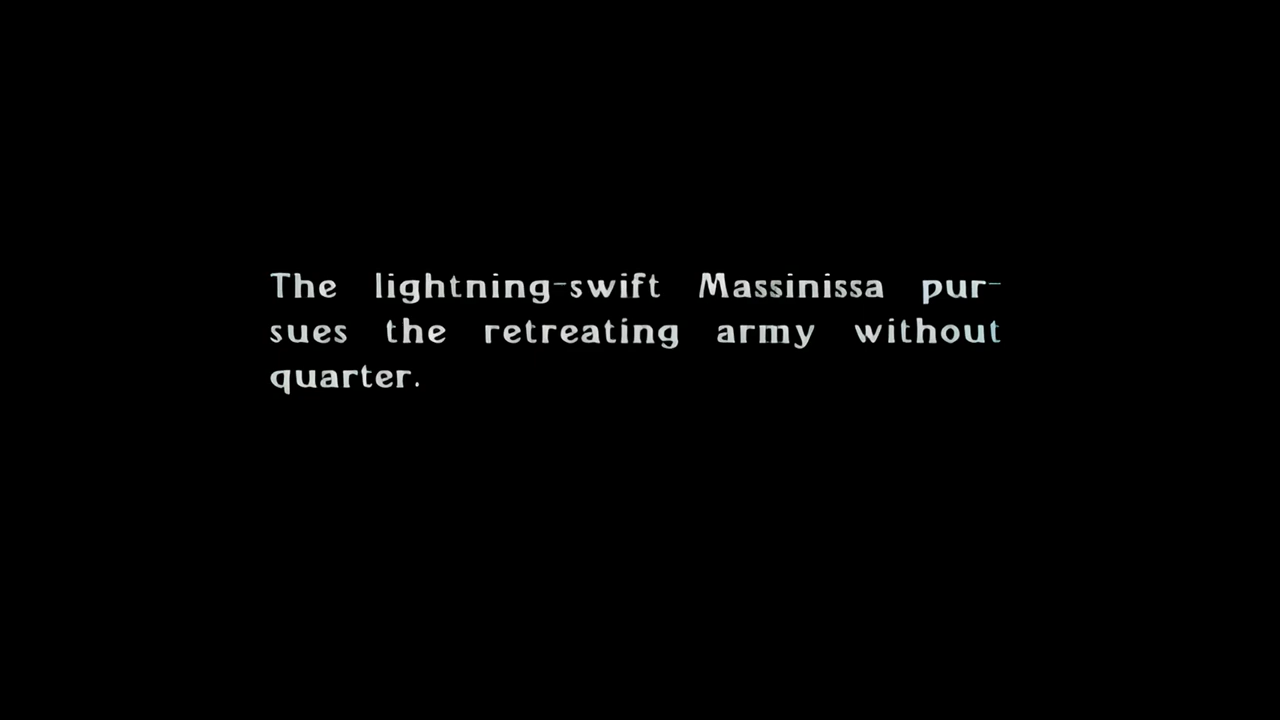 The lightning-swift Massinissa pur-
sues the retreating army without
quarter.